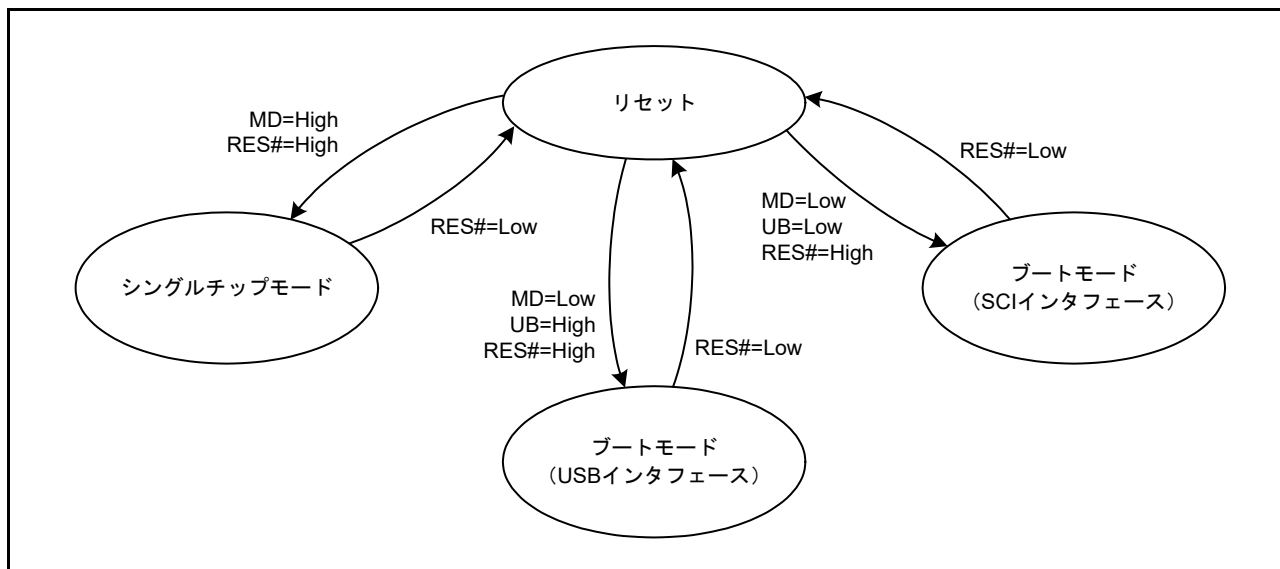 リセット
MD=High
RES#=High
RES#=Low
RES#=Low
MD=Low
UB=Low
RES#=High
シングルチップモード
ブートモード
（SCIインタフェース）
MD=Low
UB=High
RES#=High
RES#=Low
ブートモード
（USBインタフェース）